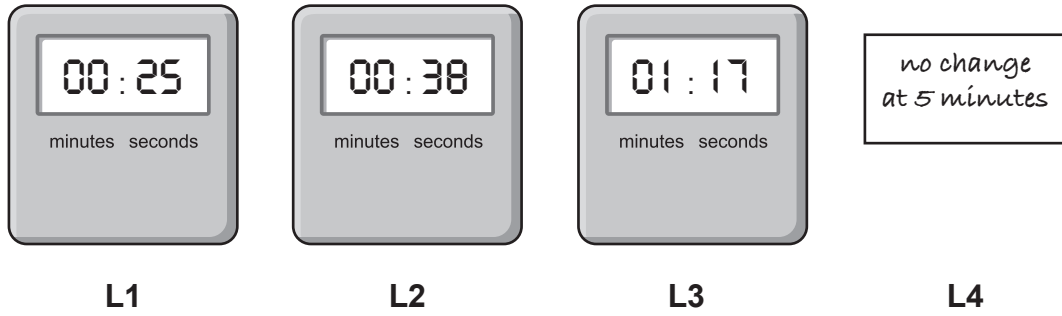 00 : 25
minutes seconds
00 : 38
minutes seconds
01 : 17
minutes seconds
no change
at 5 minutes
L1
L2
L3
L4